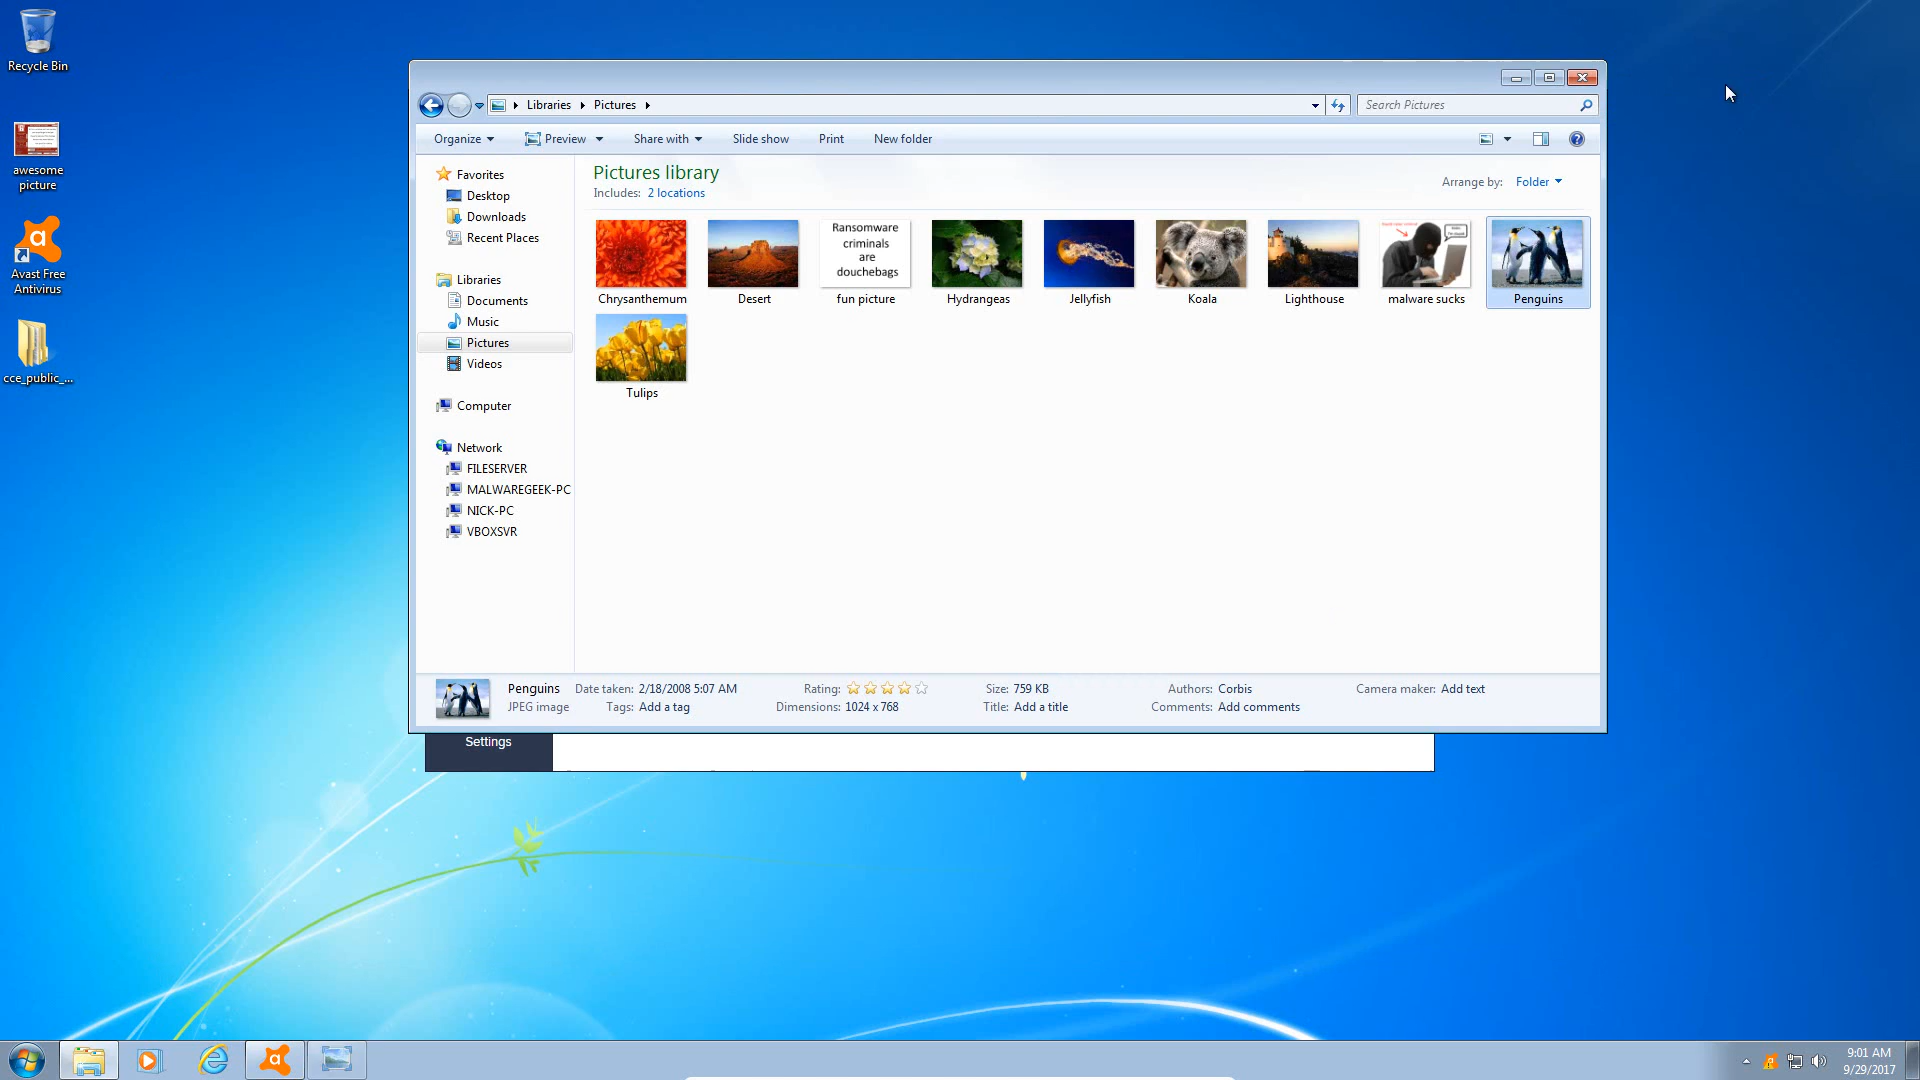 Recycle Bin
awesome
picture
Avast Free
Antivirus
cce_public_...
Libraries
Pictures
Search Pictures
Organize
Preview
Share with
Slide show
Print
New folder
Favorites
Desktop
Downloads
Recent Places
Libraries
Documents
Music
Pictures
Videos
Computer
Network
FILESERVER
MALWAREGEEK-PC
NICK-PC
VBOXSVR
Pictures library
Includes: 2 locations
Arrange by: Folder
Ransomware
criminals
are
douchebags
Chrysanthemum
Desert
fun picture
Hydrangeas
Jellyfish
Koala
Lighthouse
malware sucks
Penguins
Tulips
Penguins
JPEG image
Date taken: 2/18/2008 5:07 AM
Tags: Add a tag
Rating:
Dimensions: 1024 x 768
Size: 759 KB
Title: Add a title
Authors: Corbis
Comments: Add comments
Camera maker: Add text
Settings
9:01 AM
9/29/2017